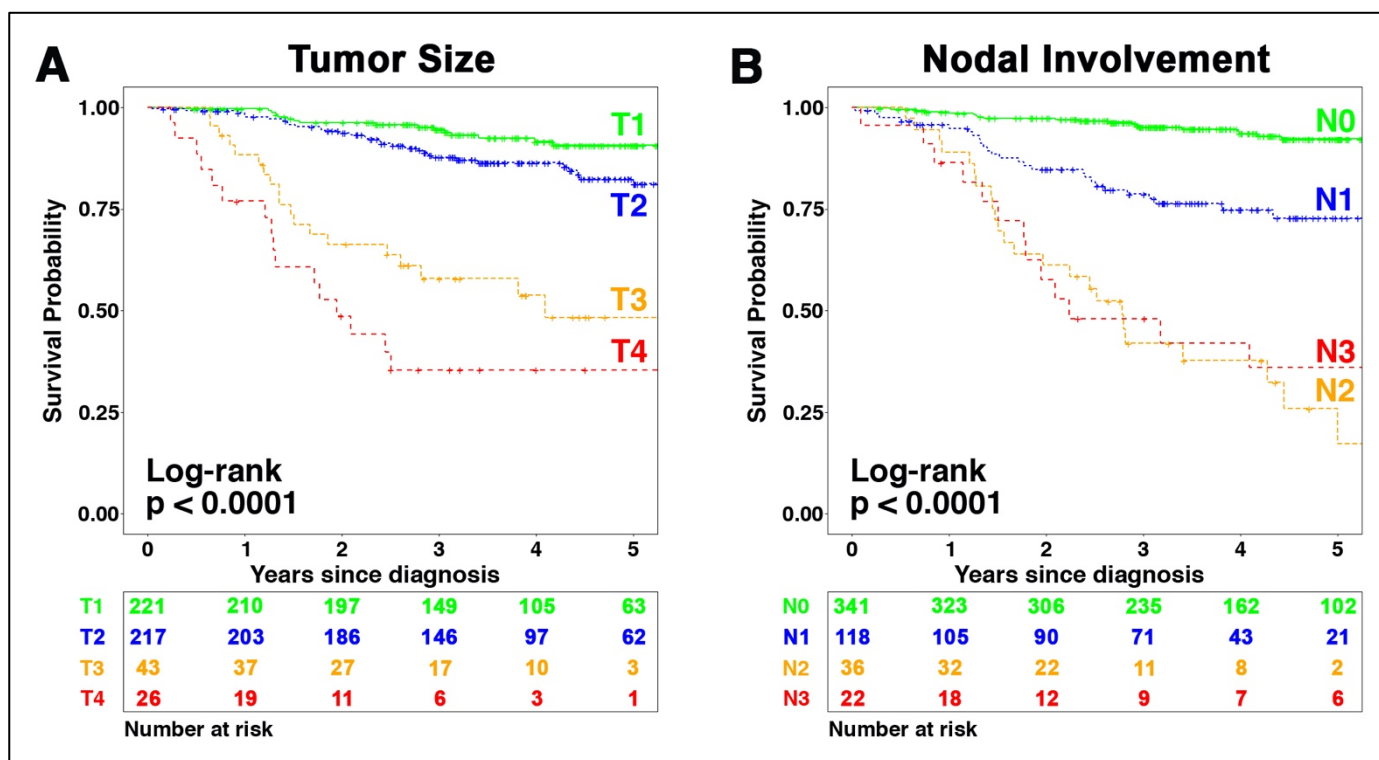 A
Tumor Size
1.00
0.75
0.50
0.25
0.00
Survival Probability
T1
T2
T3
T4
Log-rank
p < 0.0001
0 1 2 3 4 5
Years since diagnosis
T1 221 210 197 149 105 63
T2 217 203 186 146 97 62
T3 43 37 27 17 10 3
T4 26 19 11 6 3 1
Number at risk
B
Nodal Involvement
1.00
0.75
0.50
0.25
0.00
Survival Probability
N0
N1
N3
N2
Log-rank
p < 0.0001
0 1 2 3 4 5
Years since diagnosis
N0 341 323 306 235 162 102
N1 118 105 90 71 43 21
N2 36 32 22 11 8 2
N3 22 18 12 9 7 6
Number at risk